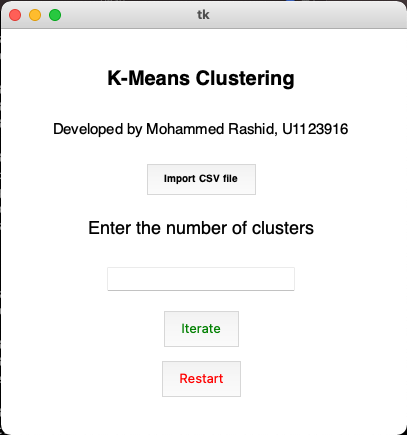 tk
K-Means Clustering
Developed by Mohammed Rashid, U1123916
Import CSV file
Enter the number of clusters
Iterate
Restart